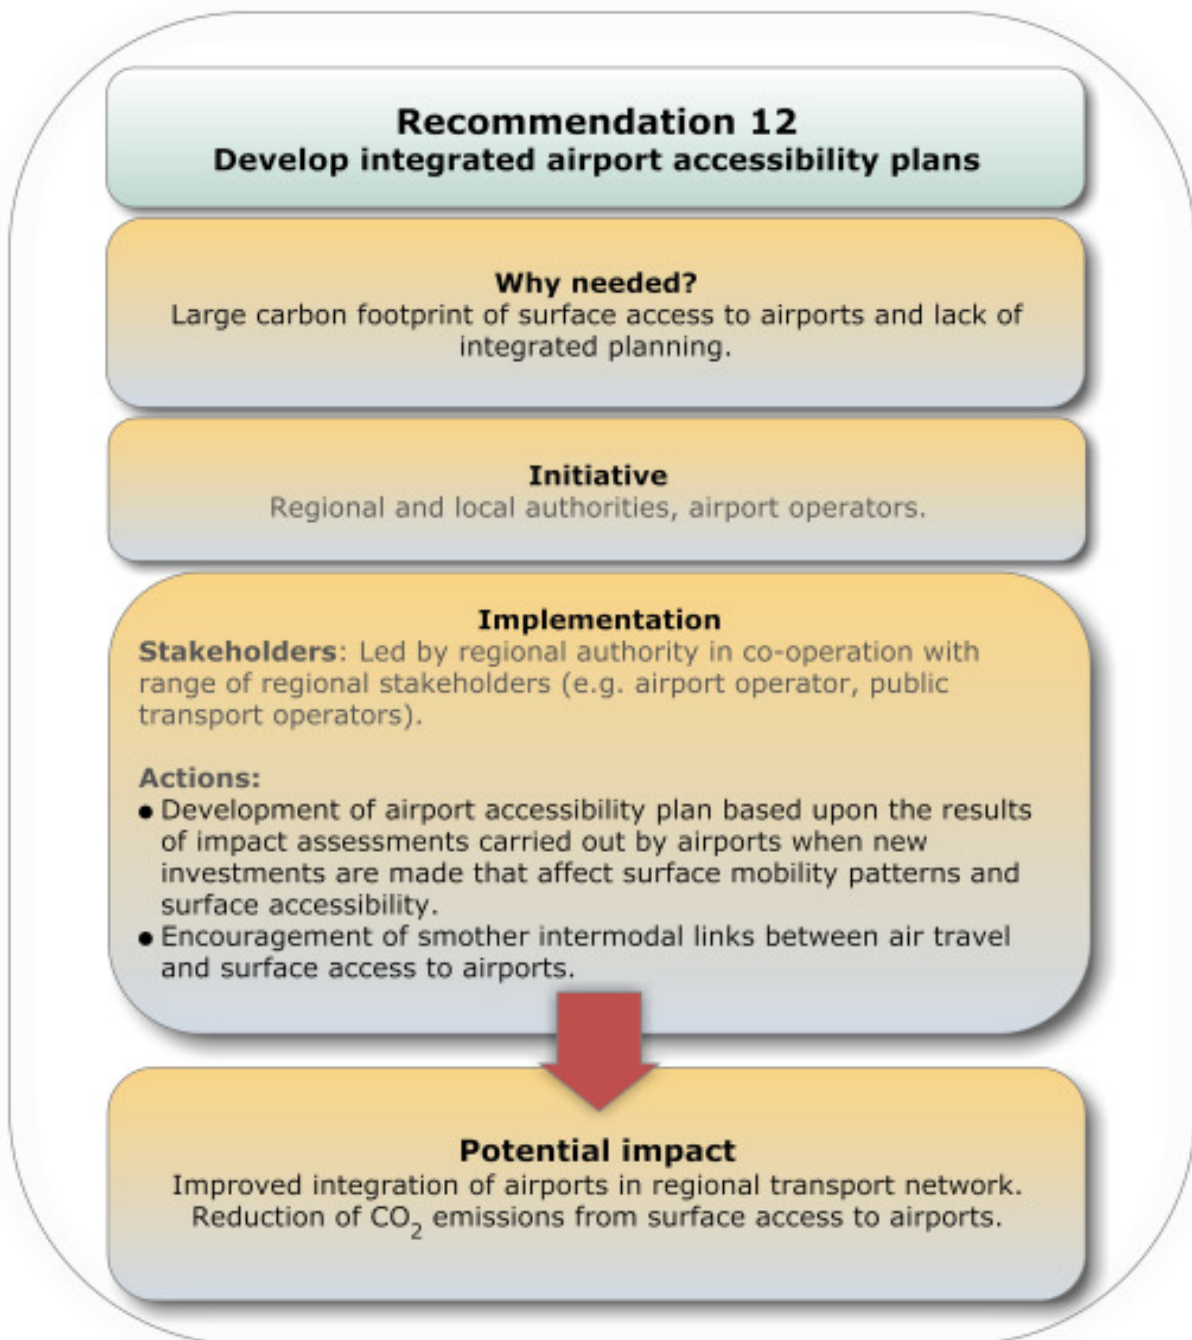 Recommendation 12
Develop integrated airport accessibility plans
Why needed?
Large carbon footprint of surface access to airports and lack of
integrated planning.
Initiative
Regional and local authorities, airport operators.
Implementation
Stakeholders: Led by regional authority in co-operation with
range of regional stakeholders (e.g. airport operator, public
transport operators).
Actions:
● Development of airport accessibility plan based upon the results
of impact assessments carried out by airports when new
investments are made that affect surface mobility patterns and
surface accessibility.
● Encouragement of smother intermodal links between air travel
and surface access to airports.
Potential impact
Improved integration of airports in regional transport network.
Reduction of CO₂ emissions from surface access to airports.